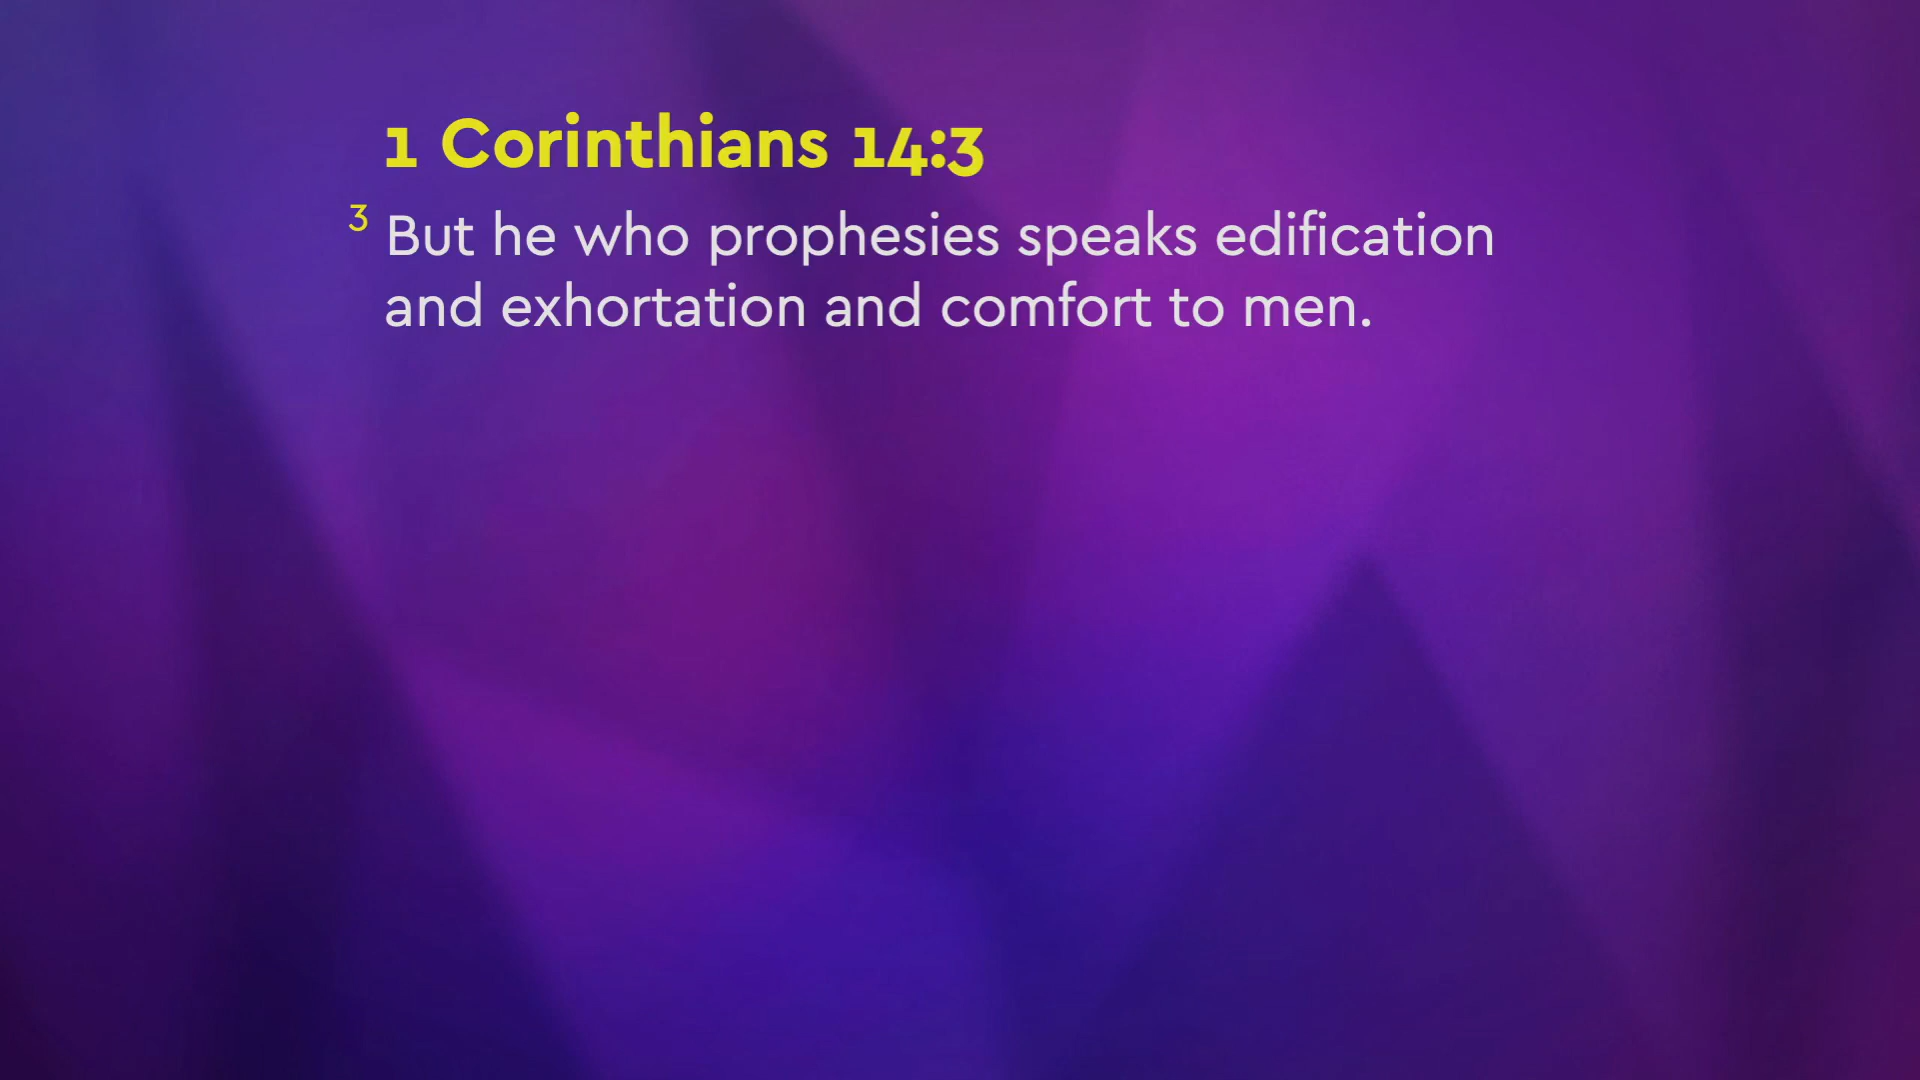 1 Corinthians 14:3
3 But he who prophesies speaks edification
and exhortation and comfort to men.